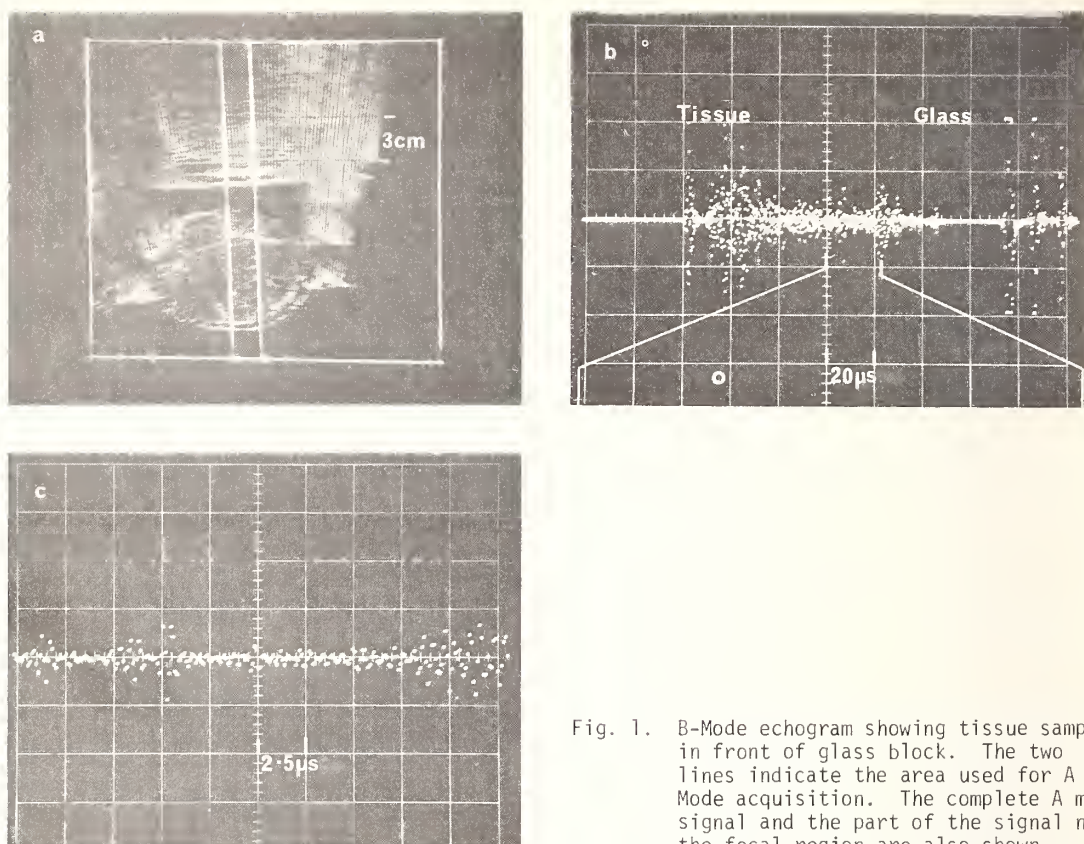 a
3cm
b
Tissue Glass
20µs
c
2·5µs
Fig. 1. B-Mode echogram showing tissue
in front of glass block. The two
lines indicate the area used for A
Mode acquisition. The complete A
signal and the part of the signal
the focal region are also shown